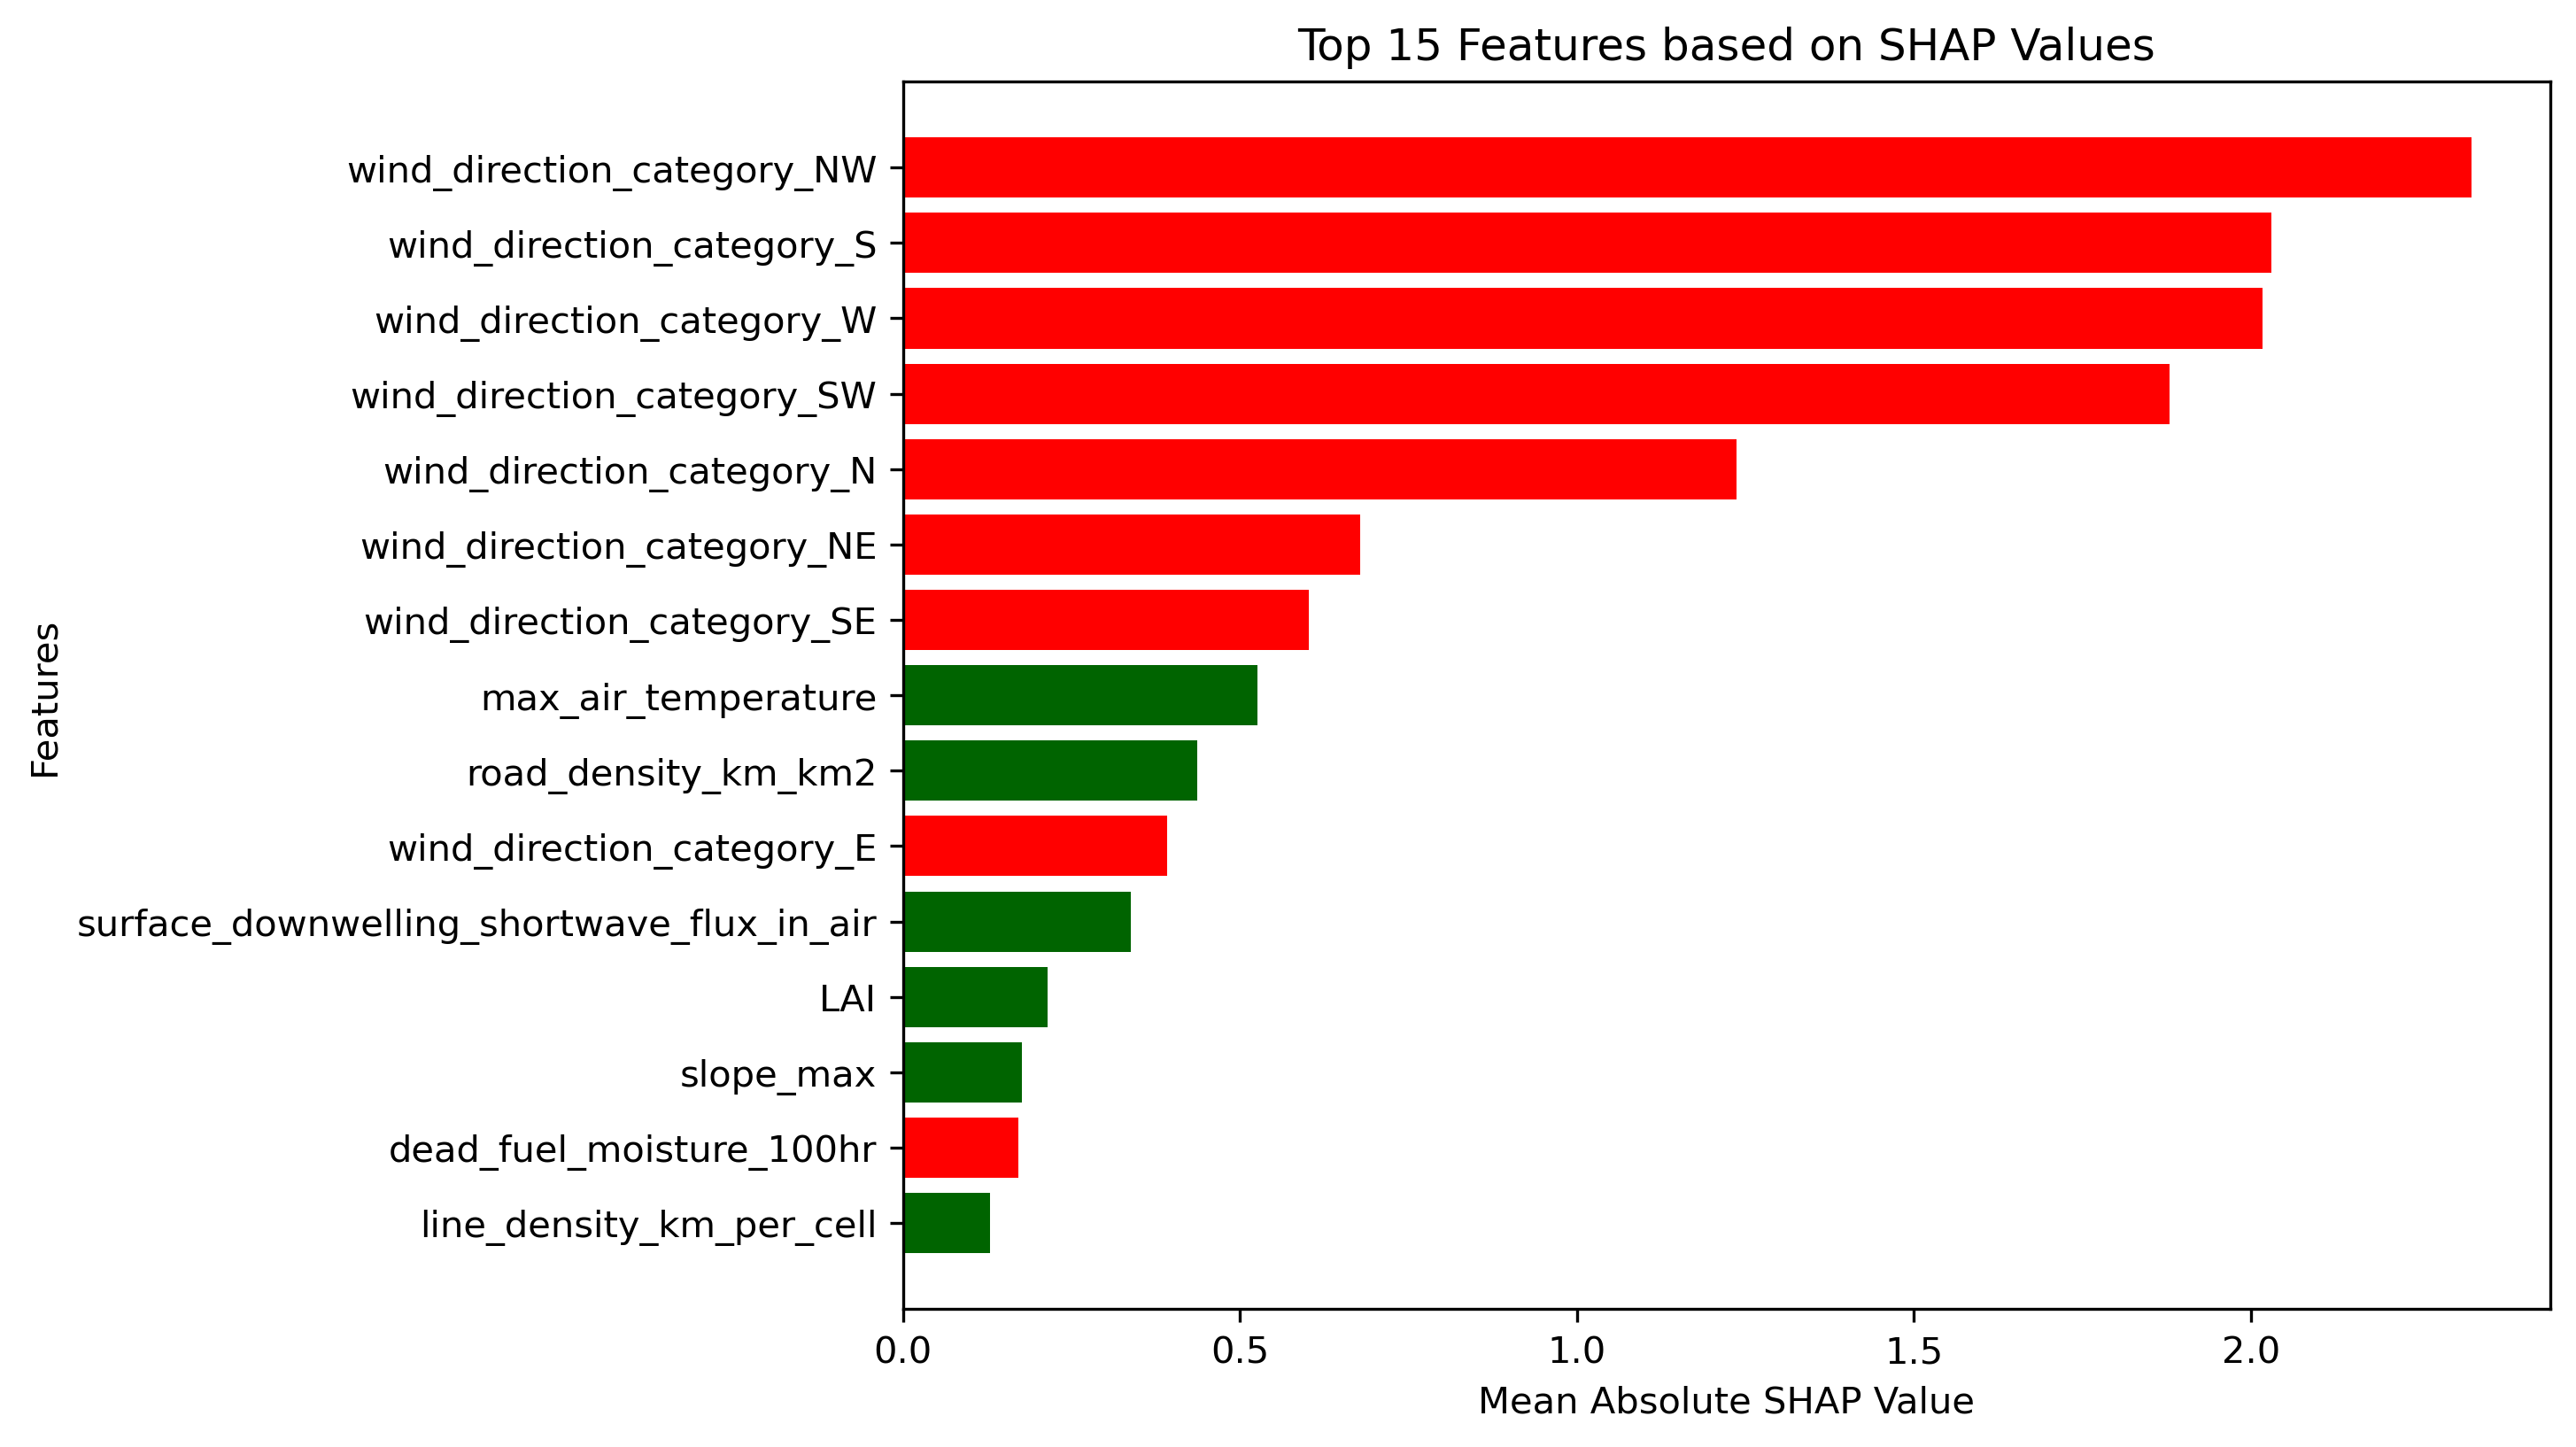 Top 15 Features based on SHAP Values
wind_direction_category_NW
wind_direction_category_S
wind_direction_category_W
wind_direction_category_SW
wind_direction_category_N
wind_direction_category_NE
wind_direction_category_SE
max_air_temperature
road_density_km_km2
wind_direction_category_E
surface_downwelling_shortwave_flux_in_air
LAI
slope_max
dead_fuel_moisture_100hr
line_density_km_per_cell
Features
0.0 0.5 1.0 1.5 2.0
Mean Absolute SHAP Value